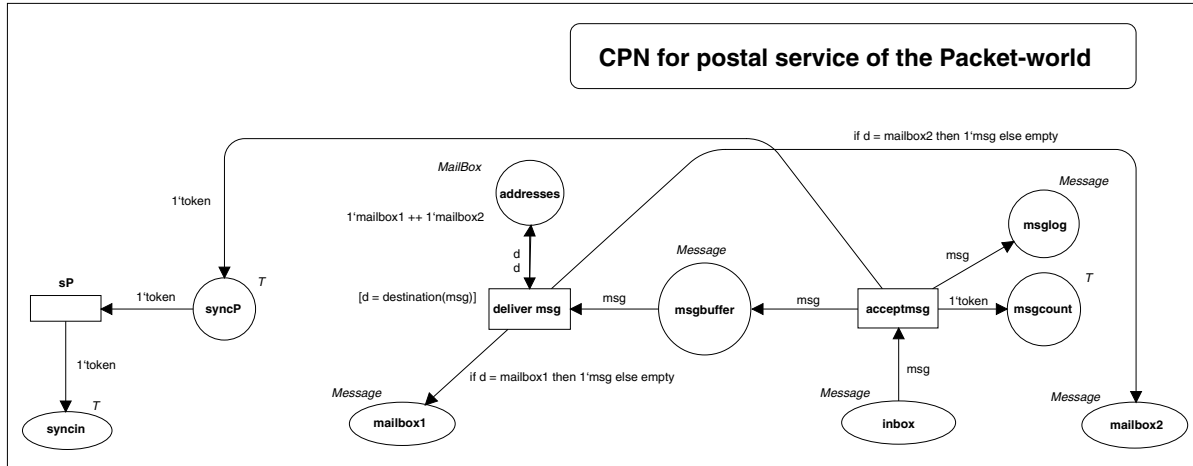 CPN for postal service of the Packet-world
if d = mailbox2 then 1‘msg else empty
MailBox
addresses
1‘token
1‘mailbox1 ++ 1‘mailbox2
Message
msglog
msg
d
d
Message
sP
1‘token
T
syncP
[d = destination(msg)]
deliver msg
msg
msgbuffer
msg
acceptmsg
1‘token
T
msgcount
1‘token
msg
if d = mailbox1 then 1‘msg else empty
T
syncin
Message
mailbox1
Message
inbox
Message
mailbox2